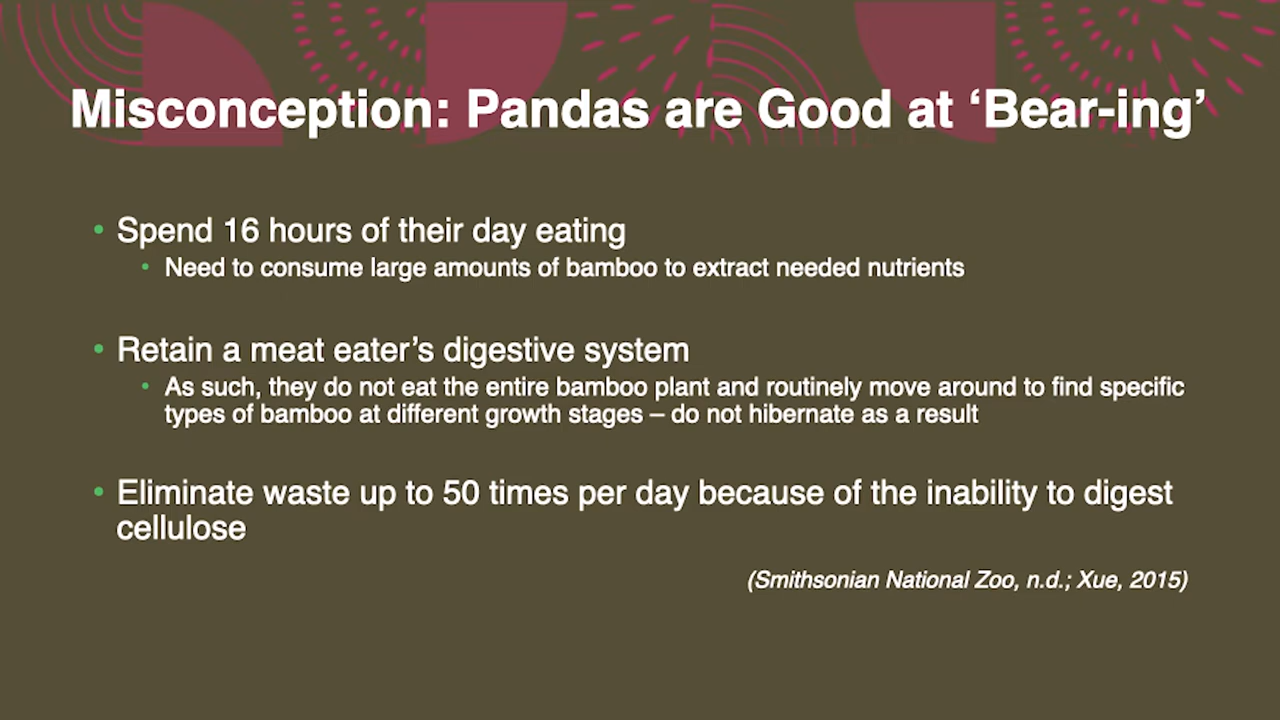 Misconception: Pandas are Good at ‘Bear-ing’
• Spend 16 hours of their day eating
• Need to consume large amounts of bamboo to extract needed nutrients
• Retain a meat eater’s digestive system
• As such, they do not eat the entire bamboo plant and routinely move around to find specific
types of bamboo at different growth stages – do not hibernate as a result
• Eliminate waste up to 50 times per day because of the inability to digest
cellulose
(Smithsonian National Zoo, n.d.; Xue, 2015)